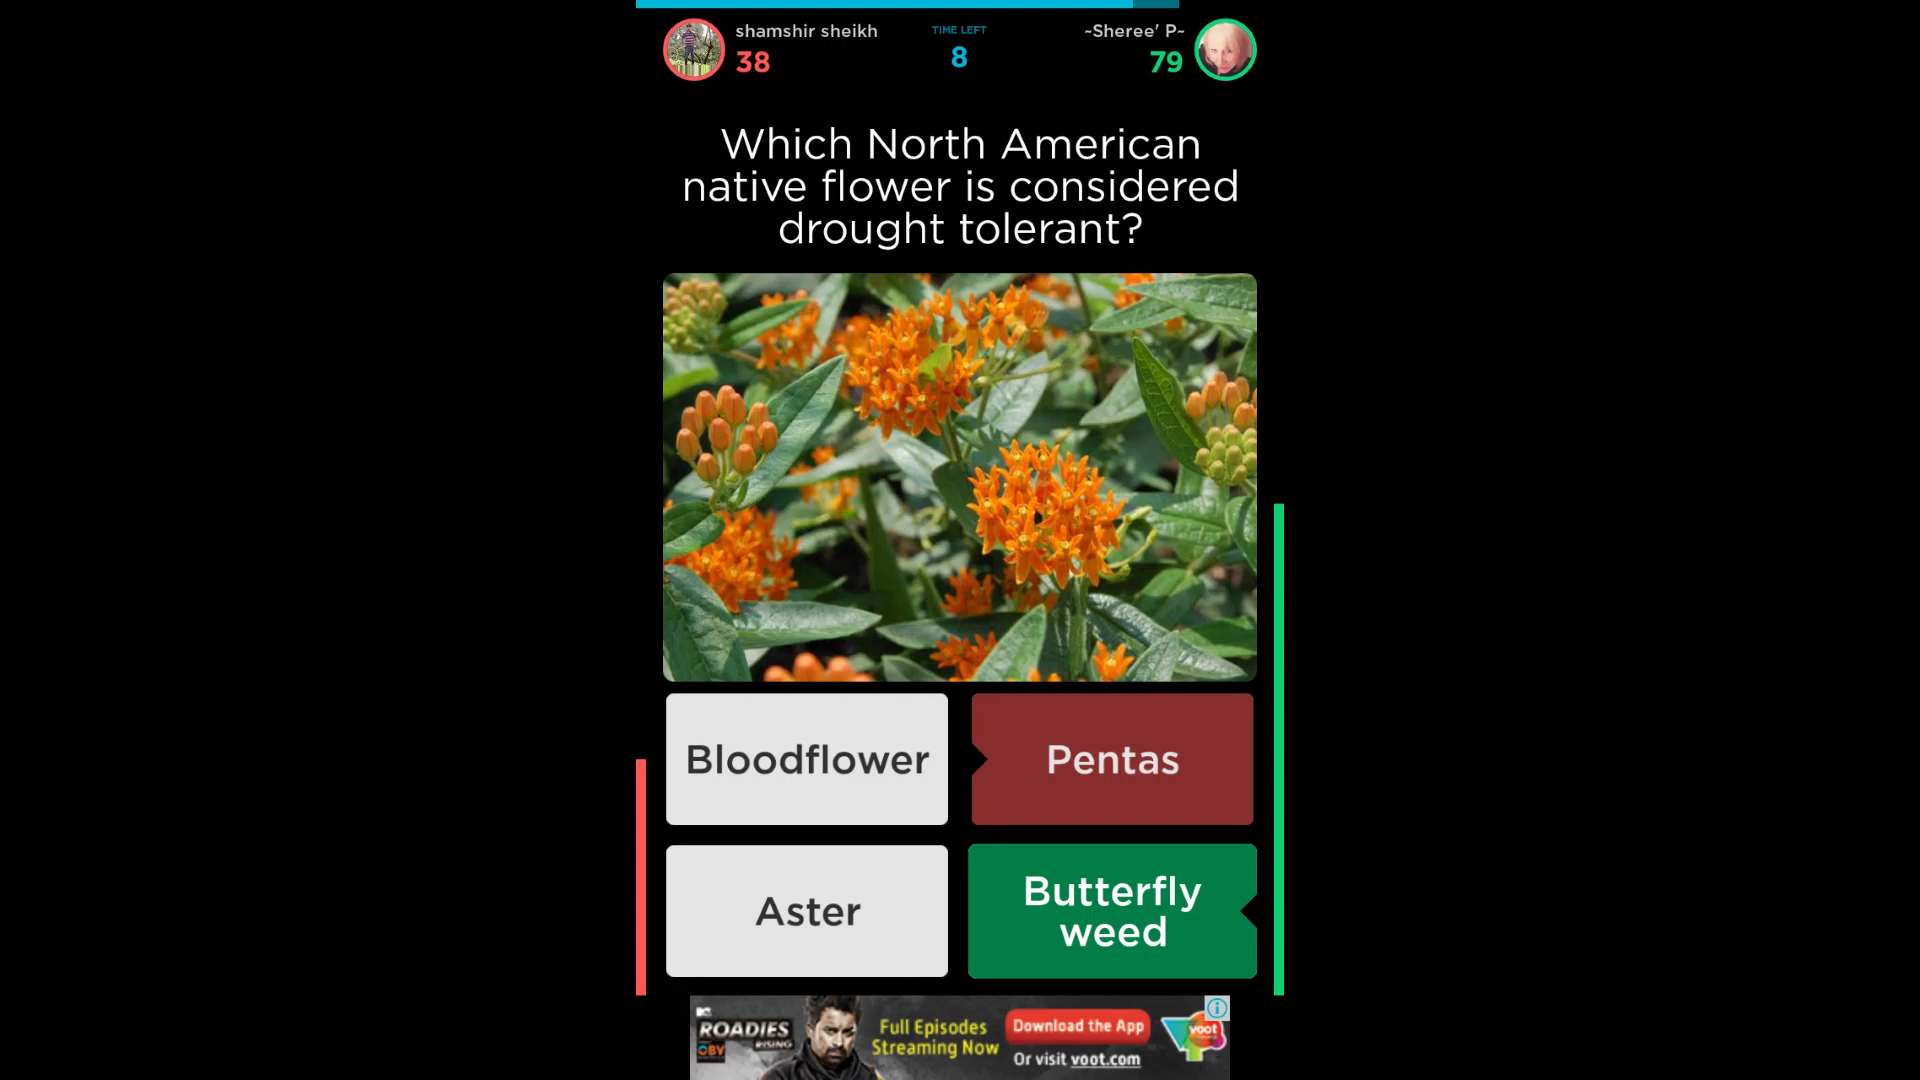 shamshir sheikh
38
TIME LEFT
8
~Sheree' P~
79
Which North American
native flower is considered
drought tolerant?
Bloodflower
Pentas
Aster
Butterfly
weed
ROADIES
RISING
Full Episodes
Streaming Now
Download the App
Or visit voot.com
voot